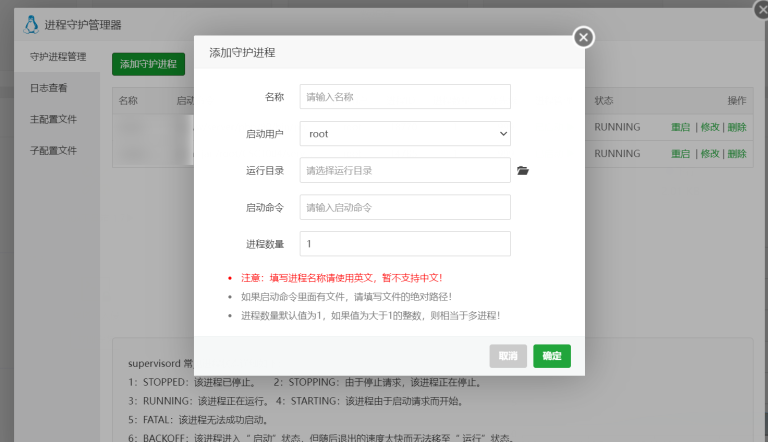 进程守护管理器
守护进程管理
日志查看
主配置文件
子配置文件
添加守护进程
名称 启动 状态 操作
RUNNING 重启 | 修改 | 删除
RUNNING 重启 | 修改 | 删除
添加守护进程
名称 请输入名称
启动用户 root
运行目录 请选择运行目录
启动命令 请输入启动命令
进程数量 1
• 注意：填写进程名称请使用英文，暂不支持中文！
• 如果启动命令里面有文件，请填写文件的绝对路径！
• 进程数量默认值为1，如果值为大于1的整数，则相当于多进程！
取消 确定
supervisord 常
1：STOPPED：该进程已停止。 2：STOPPING：由于停止请求，该进程正在停止。
3：RUNNING：该进程正在运行。 4：STARTING：该进程由于启动请求而开始。
5：FATAL：该进程无法成功启动。
6：BACKOFF：该进程进入“ 启动”状态，但随后退出的速度太快而无法移至“ 运行”状态。